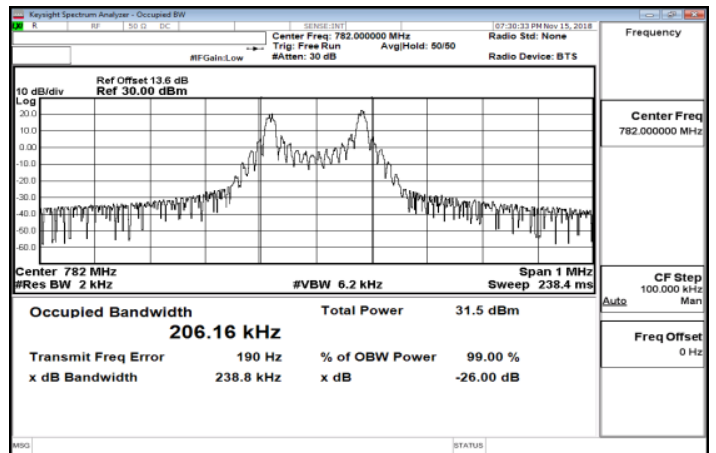 Keysight Spectrum Analyzer - Occupied BW
R RF 50 Ω DC SENSE:INT 07:30:33 PM Nov 15, 2018
Center Freq: 782.000000 MHz Radio Std: None
Trig: Free Run Avg|Hold: 50/50
#IFGain:Low #Atten: 30 dB Radio Device: BTS
Frequency
Ref Offset 13.6 dB
10 dB/div Ref 30.00 dBm
Log
20.0
10.0
0.00
-10.0
-20.0
-30.0
-40.0
-50.0
-60.0
Center Freq
782.000000 MHz
Center 782 MHz Span 1 MHz
#Res BW 2 kHz #VBW 6.2 kHz Sweep 238.4 ms
CF Step
100.000 kHz
Auto Man
Freq Offset
0 Hz
Occupied Bandwidth Total Power 31.5 dBm
206.16 kHz
Transmit Freq Error 190 Hz % of OBW Power 99.00 %
x dB Bandwidth 238.8 kHz x dB -26.00 dB
MSG STATUS